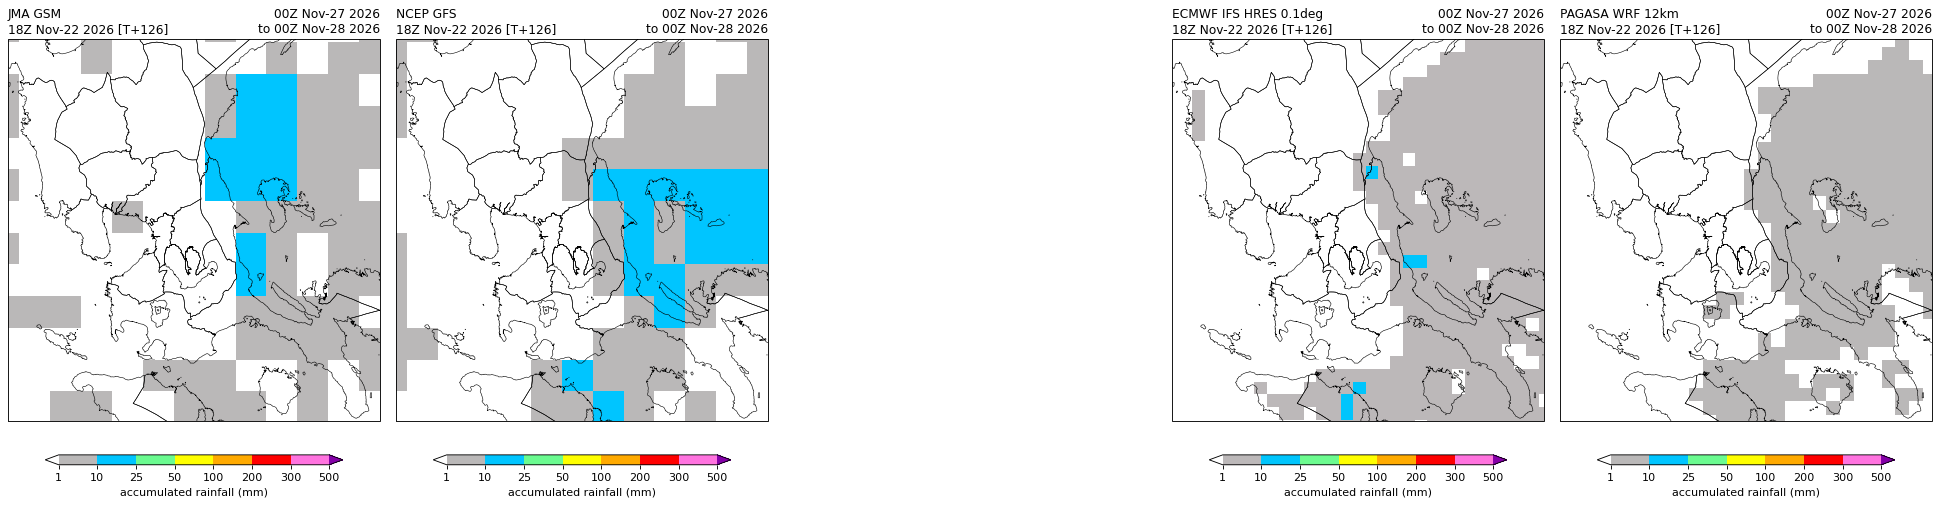 JMA GSM 00Z Nov-27 2026
18Z Nov-22 2026 [T+126] to 00Z Nov-28 2026
1 10 25 50 100 200 300 500
accumulated rainfall (mm)
NCEP GFS 00Z Nov-27 2026
18Z Nov-22 2026 [T+126] to 00Z Nov-28 2026
1 10 25 50 100 200 300 500
accumulated rainfall (mm)
ECMWF IFS HRES 0.1deg 00Z Nov-27 2026
18Z Nov-22 2026 [T+126] to 00Z Nov-28 2026
1 10 25 50 100 200 300 500
accumulated rainfall (mm)
PAGASA WRF 12km 00Z Nov-27 2026
18Z Nov-22 2026 [T+126] to 00Z Nov-28 2026
1 10 25 50 100 200 300 500
accumulated rainfall (mm)